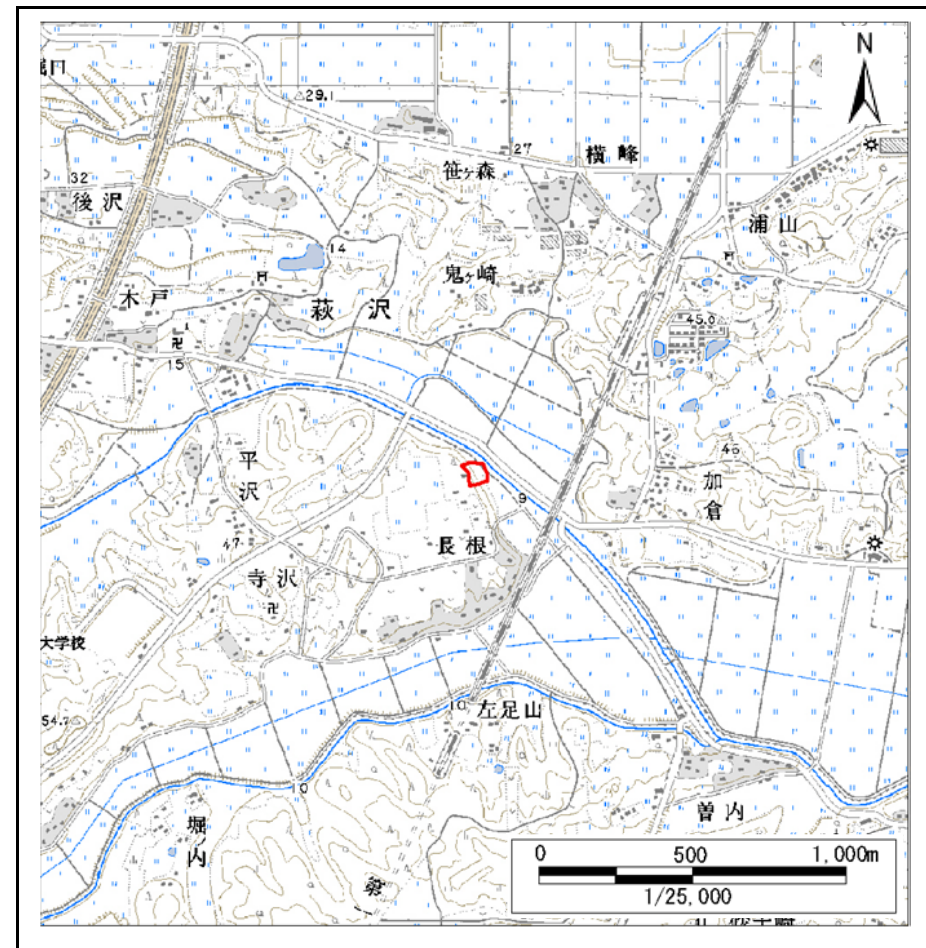 N
29.1
27
横峰
笹ヶ森
32
後沢
浦山
14
鬼ヶ崎
木戸
萩沢
45.0
15
46
平沢
加倉
9
長根
47
寺沢
大学校
54.7
10
左足山
10
曽内
堀内
0 500 1,000m
1/25,000